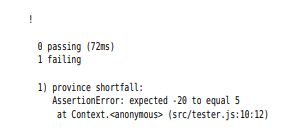 !
0 passing (72ms)
1 failing
1) province shortfall:
AssertionError: expected -20 to equal 5
at Context.<anonymous> (src/tester.js:10:12)